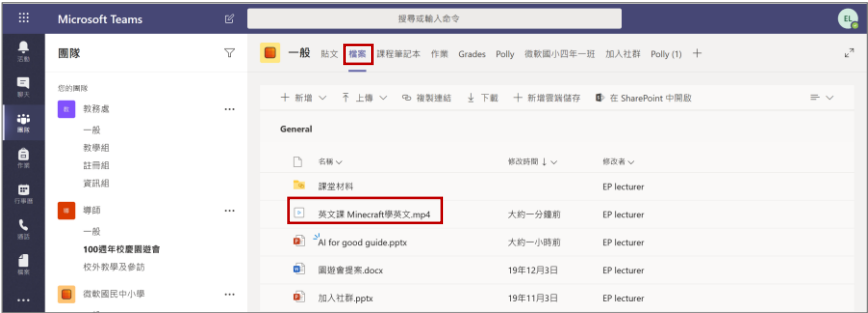 Microsoft Teams
搜尋或輸入命令
EL
活動
聊天
團隊
作業
行事曆
通話
檔案
團隊
您的團隊
教 教務處
一般
教學組
註冊組
資訊組
導 導師
一般
100週年校慶園遊會
校外教學及參訪
微軟國民中小學
一般 貼文 檔案 課程筆記本 作業 Grades Polly 微軟國小四年一班 加入社群 Polly (1)
新增 上傳 複製連結 下載 新增雲端儲存 在 SharePoint 中開啟
General
名稱 修改時間 修改者
課堂材料 EP lecturer
英文課 Minecraft學英文.mp4 大約一分鐘前 EP lecturer
AI for good guide.pptx 大約一小時前 EP lecturer
園遊會提案.docx 19年12月3日 EP lecturer
加入社群.pptx 19年11月3日 EP lecturer